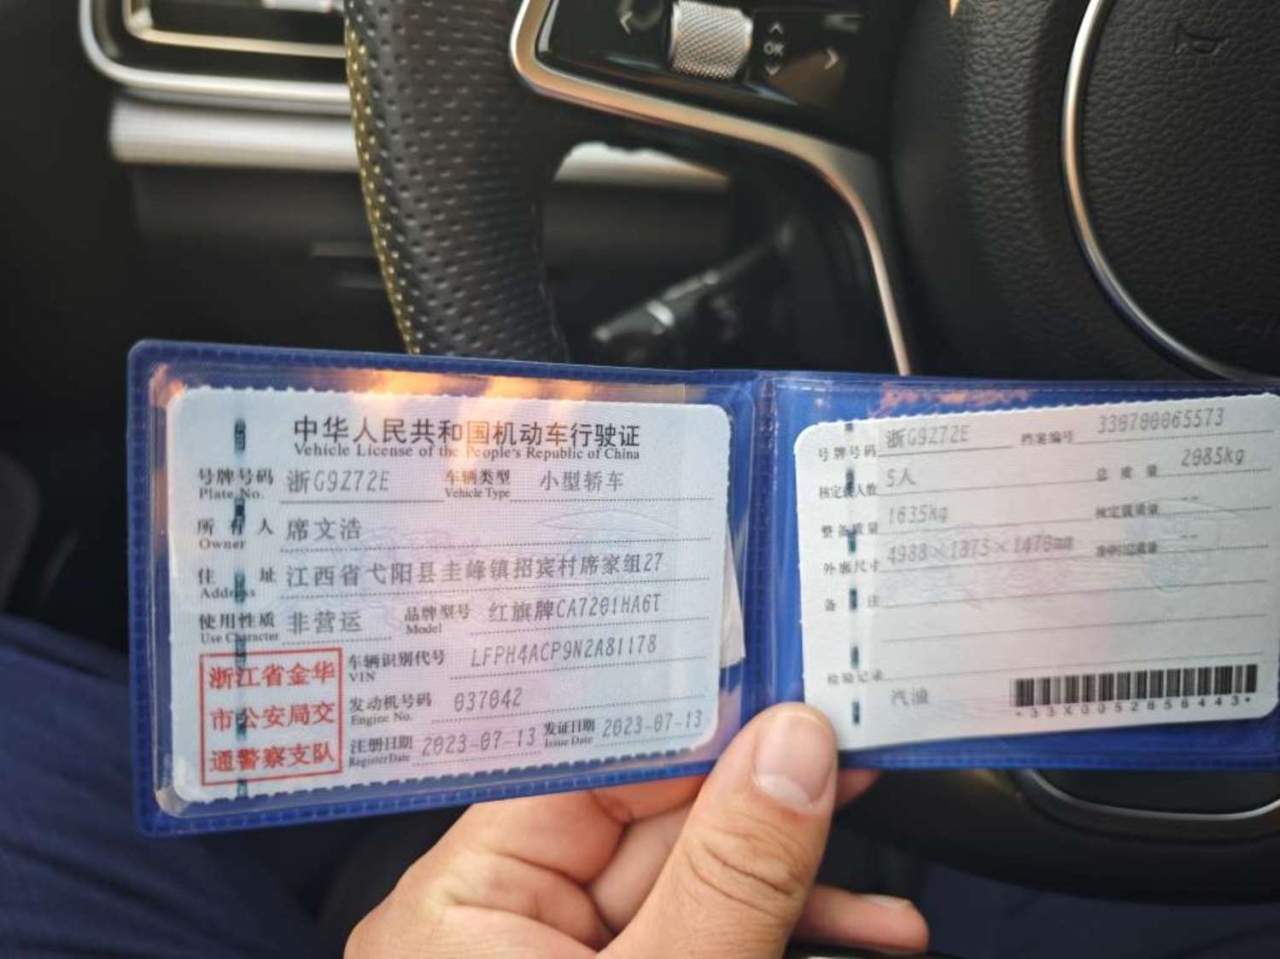 OK
中华人民共和国机动车行驶证
Vehicle License of the People's Republic of China
号牌号码 浙G9Z72E 车辆类型 小型轿车
Plate No. Vehicle Type
所有人 席文浩
Owner
住址 江西省弋阳县圭峰镇招宾村席家组27
Address
使用性质 非营运 品牌型号 红旗牌CA7201HA6T
Use Character Model
浙江省金华
市公安局交
通警察支队
车辆识别代号 LFPH4ACP9N2A81178
VIN
发动机号码 037042
Engine No.
注册日期 2023-07-13 发证日期 2023-07-13
Register Date Issue Date
号牌号码 浙G9Z72E 档案编号 330700065573
核定载人数 5人 总质量 2085kg
整备质量 1635kg 核定载质量 --
外廓尺寸 4988×1875×1470mm 准牵引总质量 --
备注
检验记录
汽油
*33X0052656443*